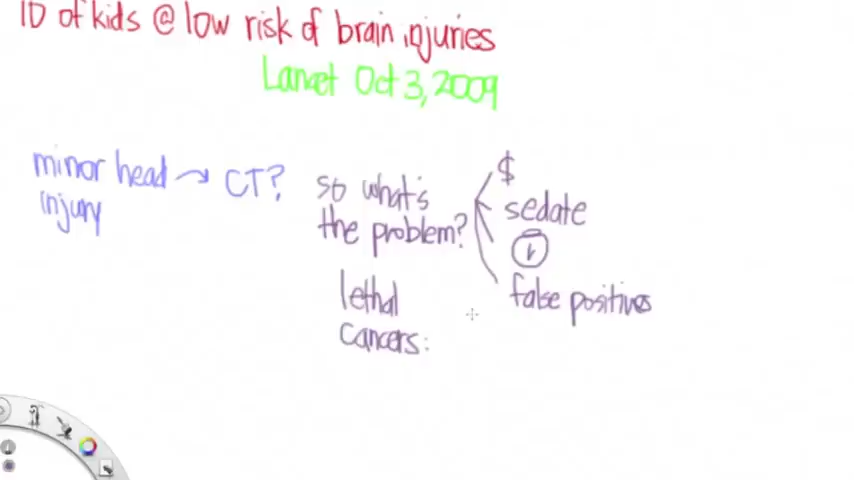 ID of kids @ low risk of brain injuries
Lancet Oct 3, 2009
minor head → CT?
injury
so what's
the problem?
$
sedate
false positives
lethal
cancers: